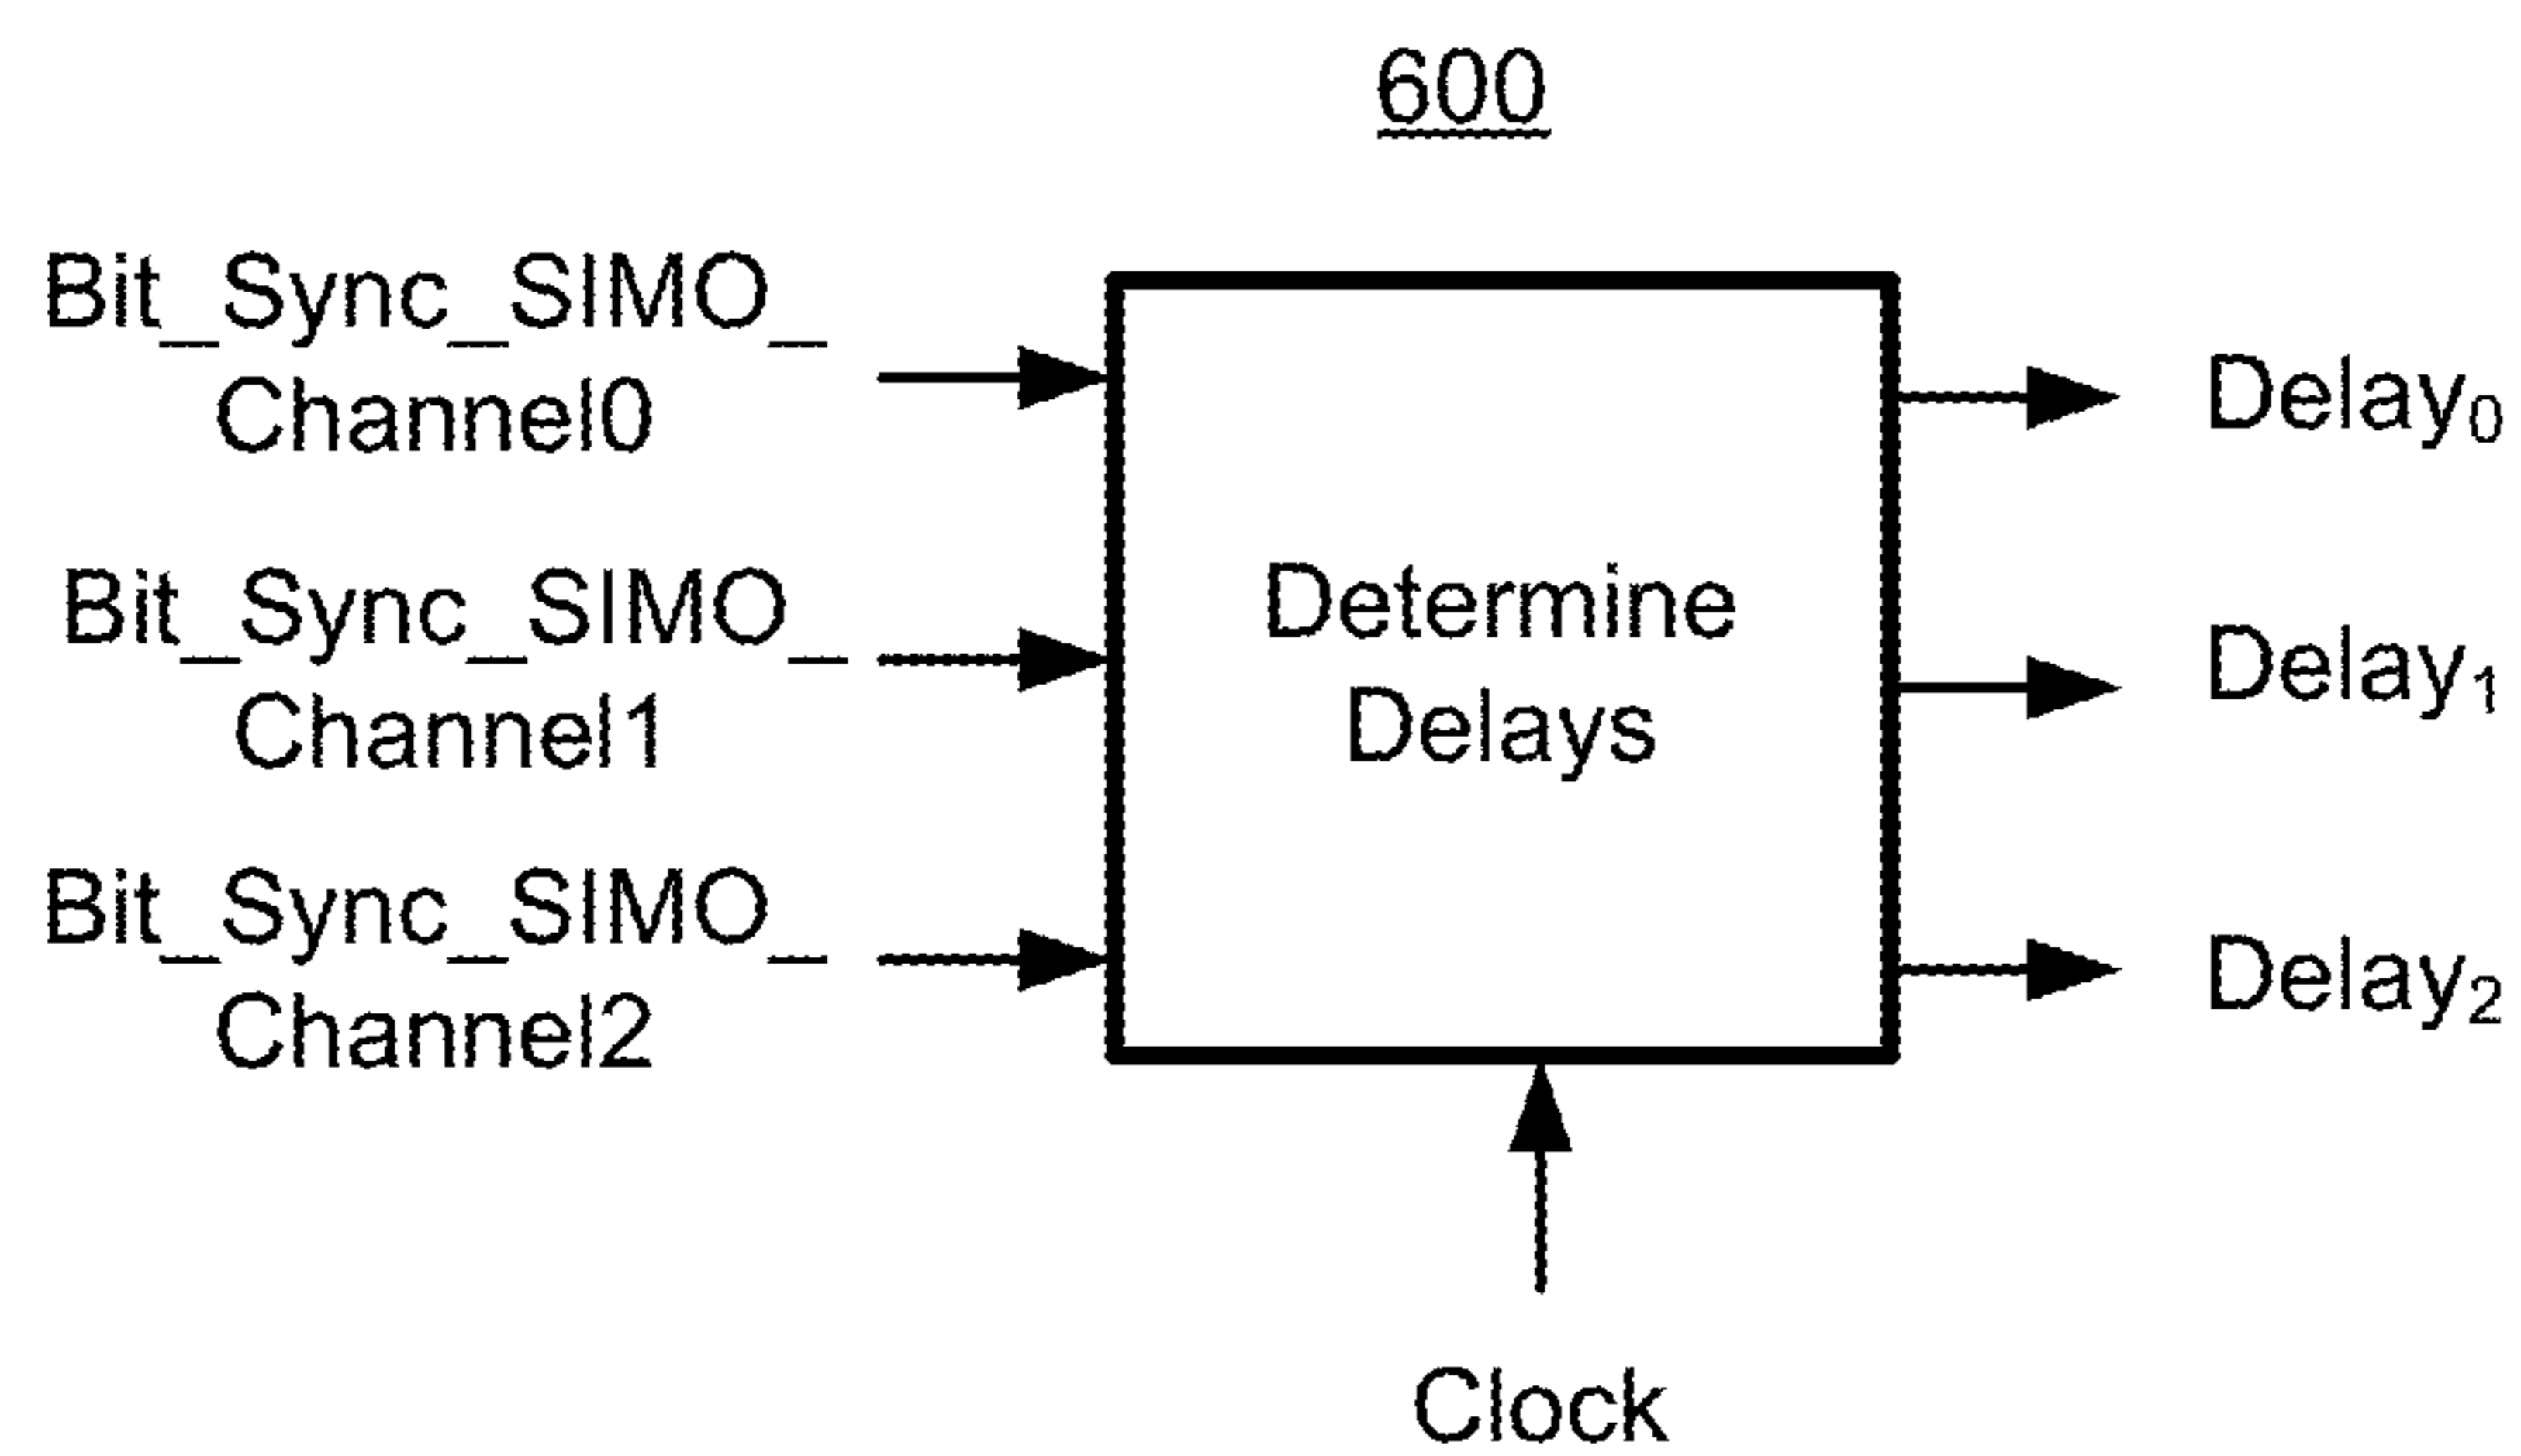 600
Bit_Sync_SIMO_
Channel0
Bit_Sync_SIMO_
Channel1
Bit_Sync_SIMO_
Channel2
Determine
Delays
Delay₀
Delay₁
Delay₂
Clock